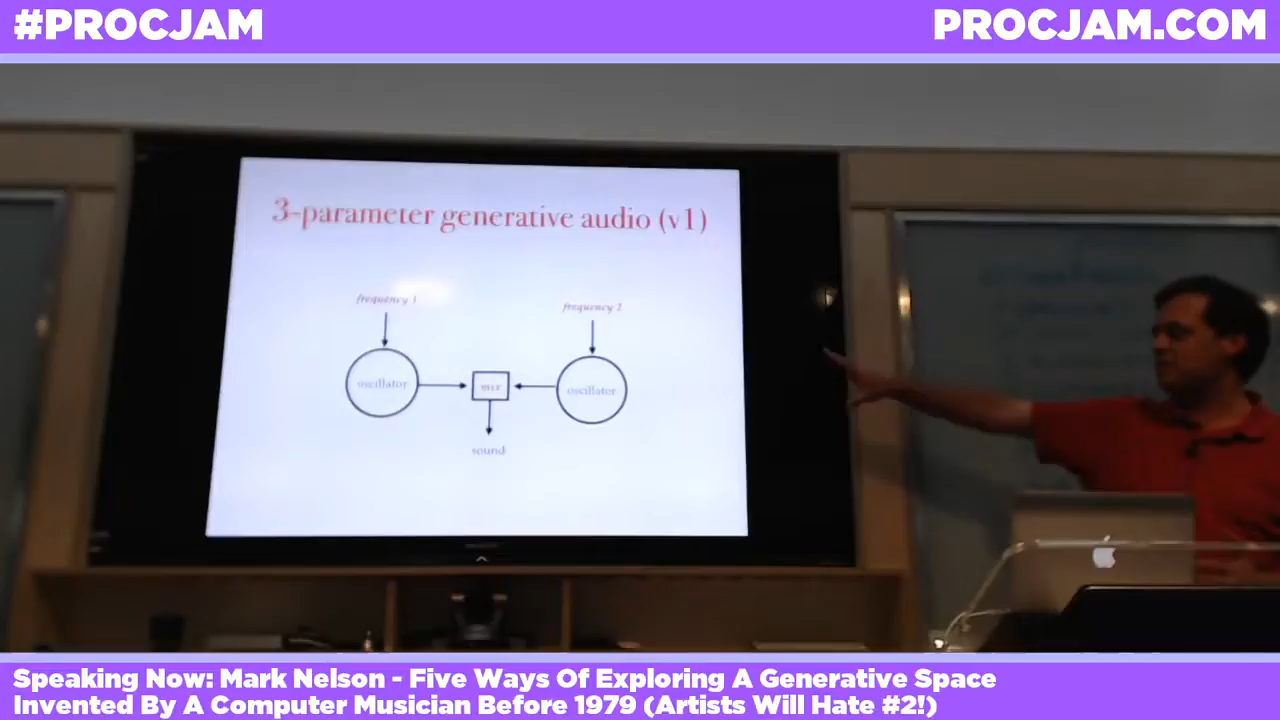 #PROCJAM
PROCJAM.COM
3-parameter generative audio (v1)
frequency 1
frequency 2
oscillator
mix
oscillator
sound
Speaking Now: Mark Nelson - Five Ways Of Exploring A Generative Space
Invented By A Computer Musician Before 1979 (Artists Will Hate #2!)